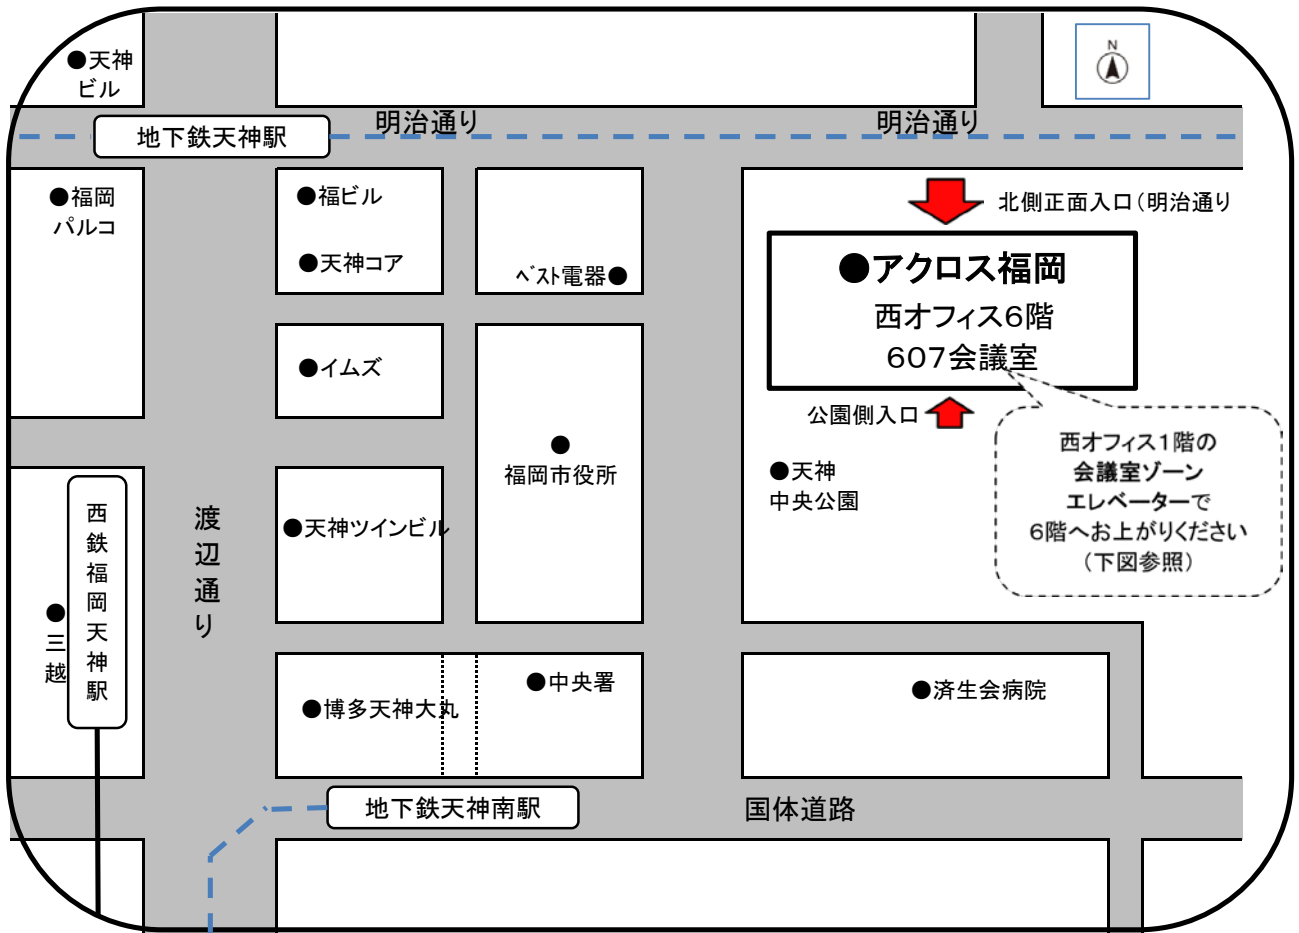 ●天神
ビル
N
地下鉄天神駅
明治通り
明治通り
●福岡
パルコ
●福ビル
●天神コア
ベスト電器●
北側正面入口(明治通り
●アクロス福岡
西オフィス6階
607会議室
●イムズ
公園側入口
●
福岡市役所
●天神
中央公園
西オフィス1階の
会議室ゾーン
エレベーターで
6階へお上がりください
(下図参照)
西鉄福岡天神駅
渡辺通り
●天神ツインビル
●三越
●博多天神大丸
●中央署
●済生会病院
地下鉄天神南駅
国体道路